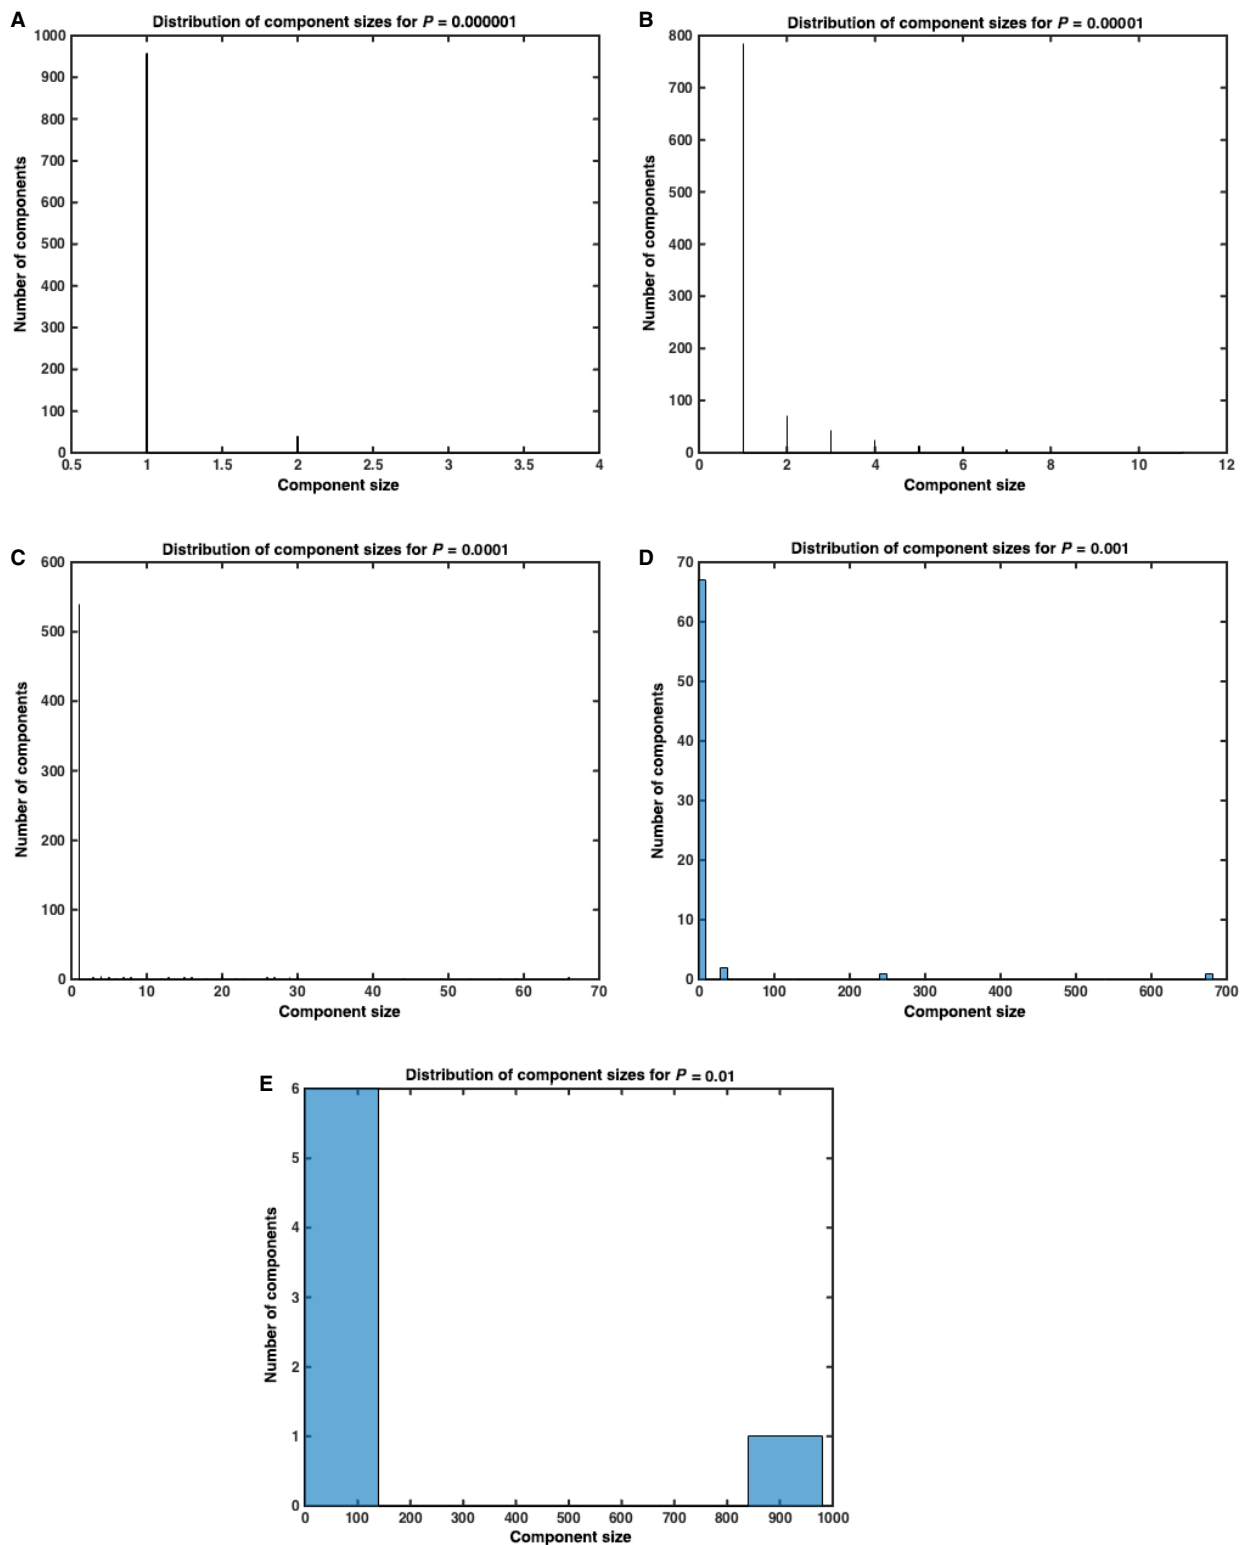 A
Distribution of component sizes for P = 0.000001
1000
900
800
700
600
500
400
300
200
100
0
Number of components
0.5 1 1.5 2 2.5 3 3.5 4
Component size
B
Distribution of component sizes for P = 0.00001
800
700
600
500
400
300
200
100
0
Number of components
0 2 4 6 8 10 12
Component size
C
Distribution of component sizes for P = 0.0001
600
500
400
300
200
100
0
Number of components
0 10 20 30 40 50 60 70
Component size
D
Distribution of component sizes for P = 0.001
70
60
50
40
30
20
10
0
Number of components
0 100 200 300 400 500 600 700
Component size
E
Distribution of component sizes for P = 0.01
6
5
4
3
2
1
0
Number of components
0 100 200 300 400 500 600 700 800 900 1000
Component size